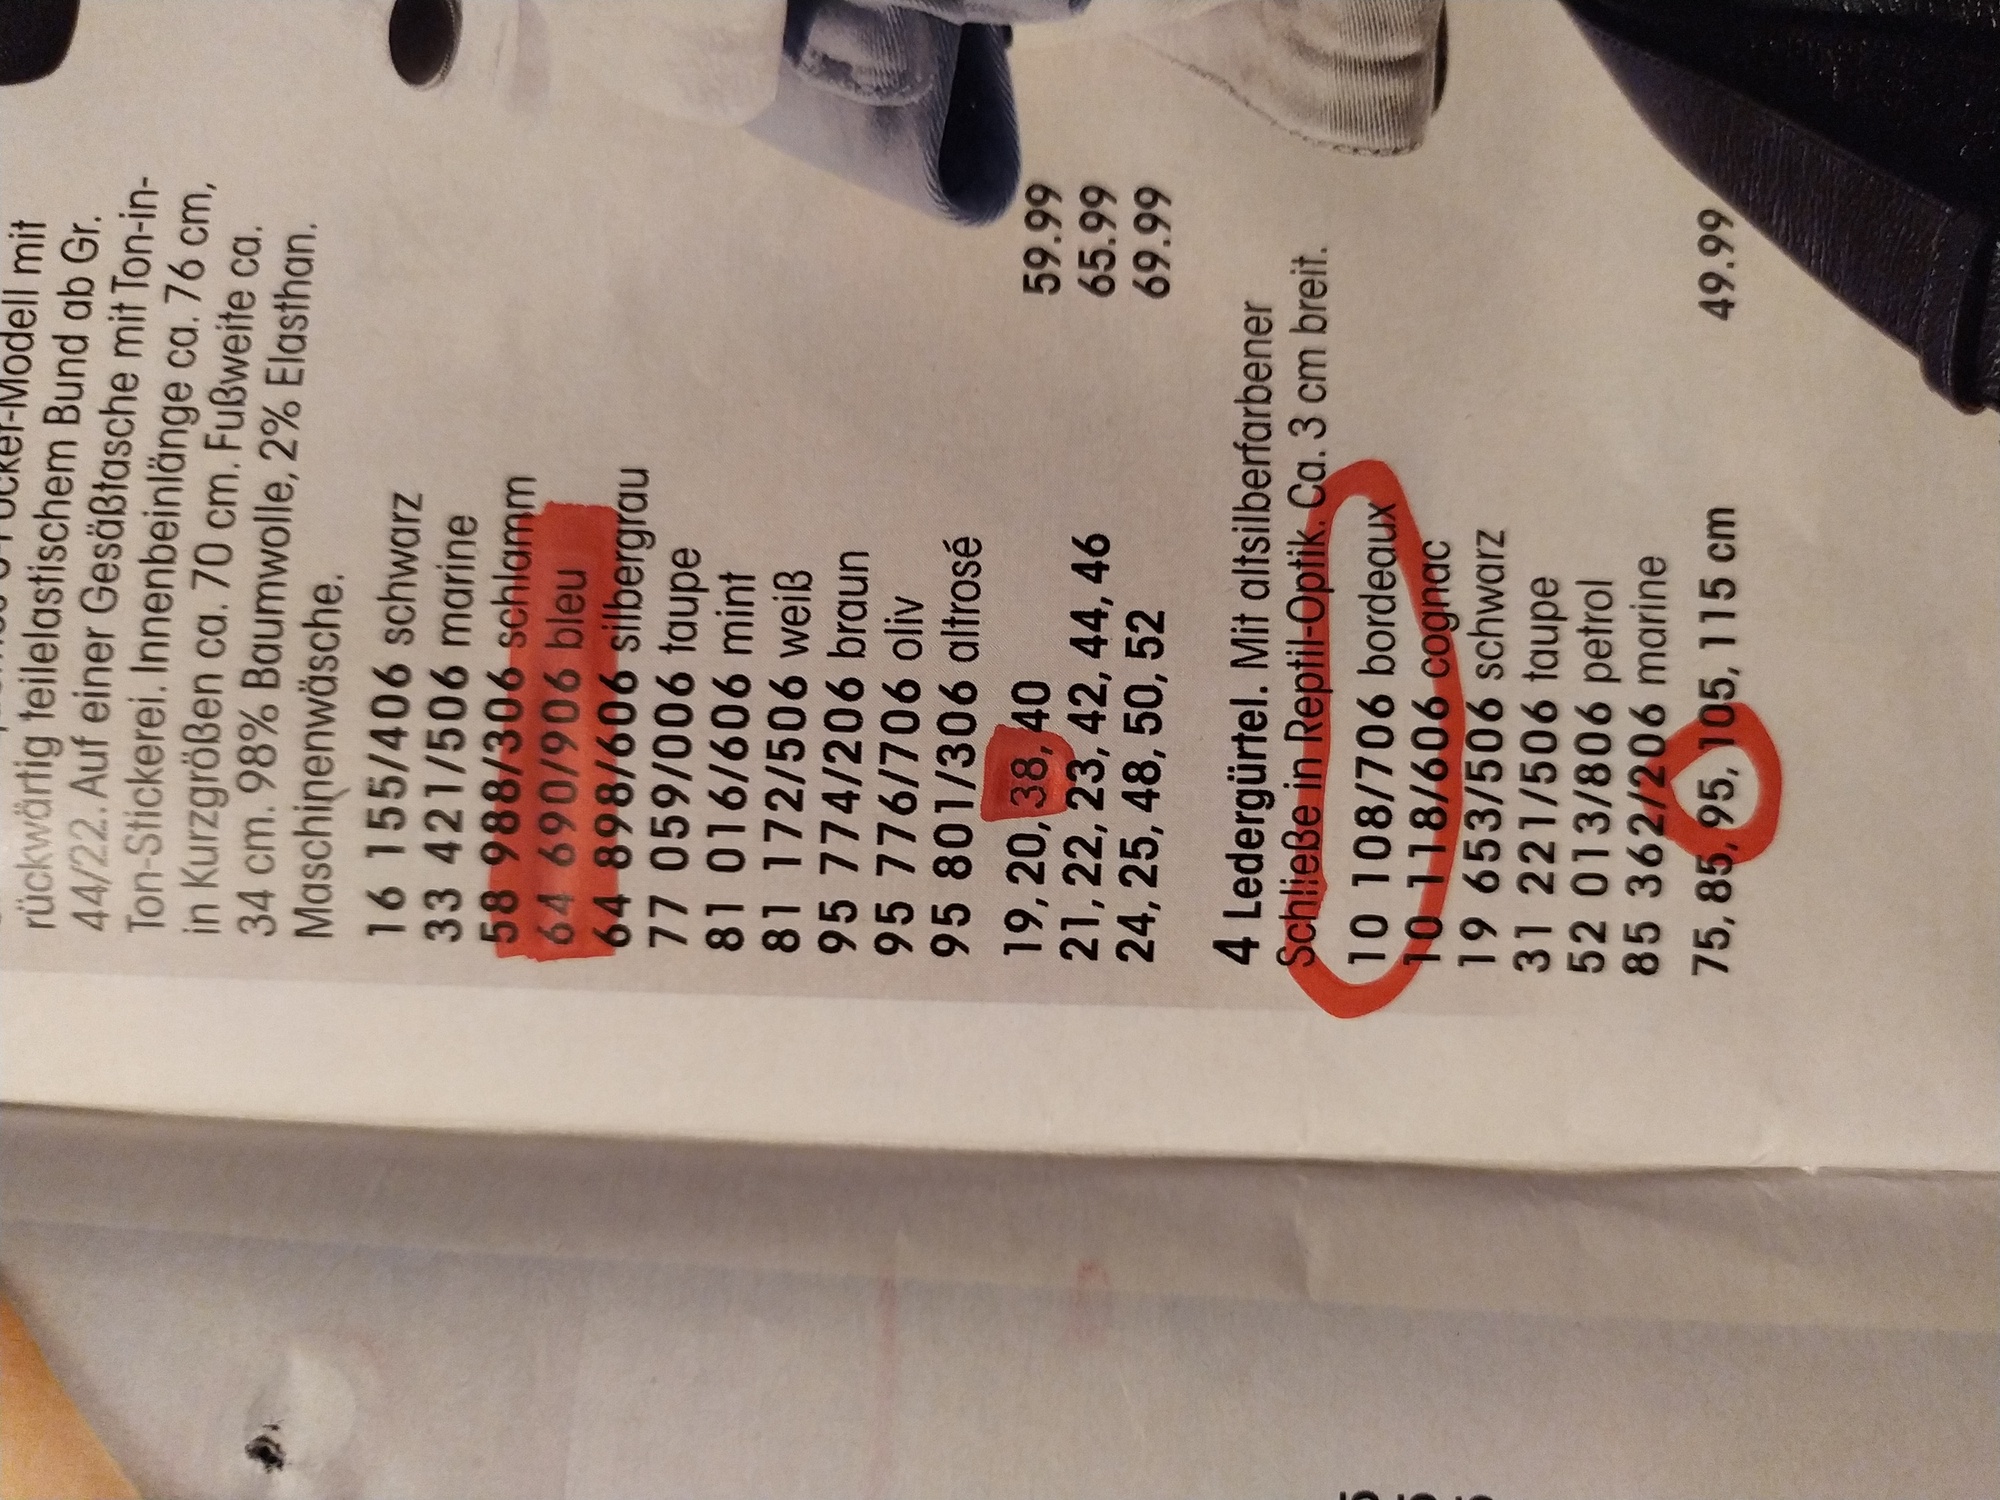 5-Pocket-Modell mit
rückwärtig teilelastischem Bund ab Gr.
44/22. Auf einer Gesäßtasche mit Ton-in-
Ton-Stickerei. Innenbeinlänge ca. 76 cm,
in Kurzgrößen ca. 70 cm. Fußweite ca.
34 cm. 98% Baumwolle, 2% Elasthan.
Maschinenwäsche.
16 155/406 schwarz
33 421/506 marine
58 988/306 schlamm
64 690/906 bleu
64 898/606 silbergrau
77 059/006 taupe
81 016/606 mint
81 172/506 weiß
95 774/206 braun
95 776/706 oliv
95 801/306 altrosé
19, 20, 38, 40 59.99
21, 22, 23, 42, 44, 46 65.99
24, 25, 48, 50, 52 69.99
4 Ledergürtel. Mit altsilberfarbener
Schließe in Reptil-Optik. Ca. 3 cm breit.
10 108/706 bordeaux
10 118/606 cognac
19 653/506 schwarz
31 221/506 taupe
52 013/806 petrol
85 362/206 marine
75, 85, 95, 105, 115 cm 49.99